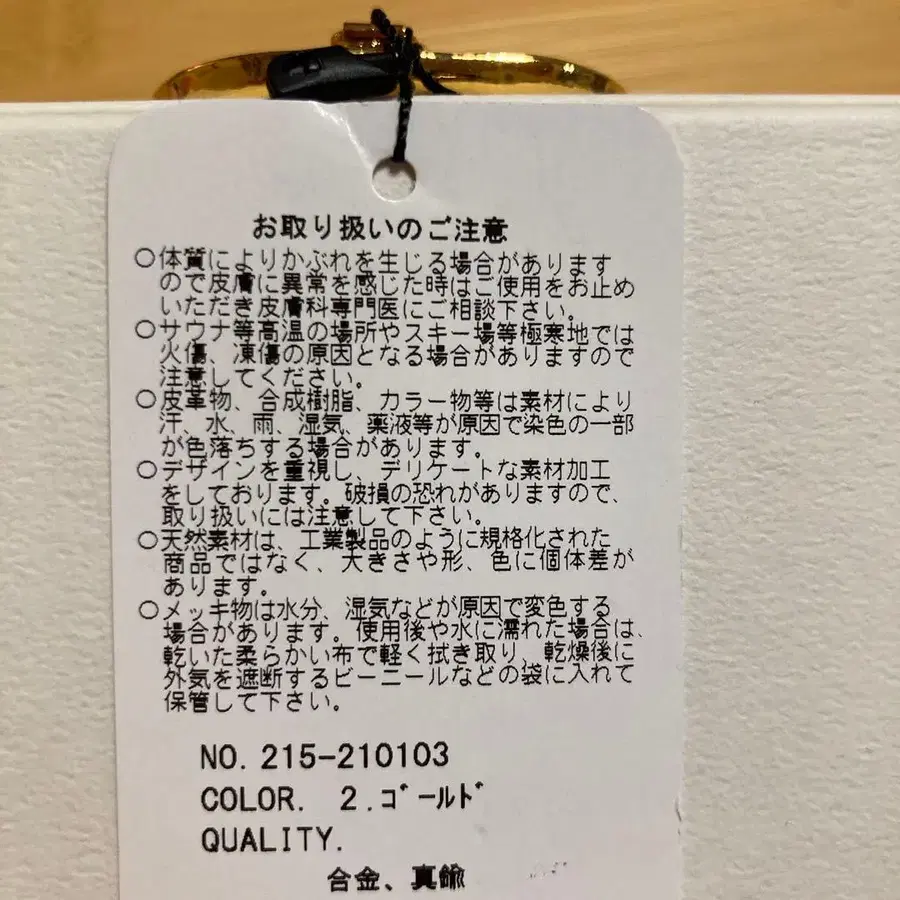 お取り扱いのご注意
○体質によりかぶれを生じる場合があります
ので皮膚に異常を感じた時はご使用をお止め
いただき皮膚科専門医にご相談下さい。
○サウナ等高温の場所やスキー場等極寒地では
火傷、凍傷の原因となる場合がありますので
注意してください。
○皮革物、合成樹脂、カラー物等は素材により
汗、水、雨、湿気、薬液等が原因で染色の一部
が色落ちする場合があります。
○デザインを重視し、デリケートな素材加工
をしております。破損の恐れがありますので、
取り扱いには注意して下さい。
○天然素材は、工業製品のように規格化された
商品ではなく、大きさや形、色に個体差が
あります。
○メッキ物は水分、湿気などが原因で変色する
場合があります。使用後や水に濡れた場合は、
乾いた柔らかい布で軽く拭き取り、乾燥後に
外気を遮断するビーニールなどの袋に入れて
保管して下さい。
NO. 215-210103
COLOR. 2.ｺﾞｰﾙﾄﾞ
QUALITY.
合金、真鍮